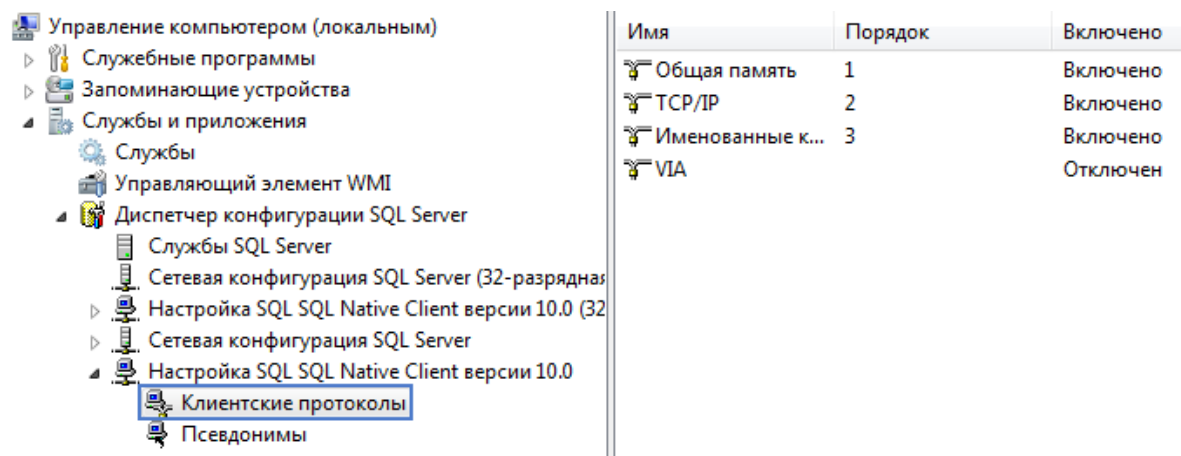 Управление компьютером (локальным)
Служебные программы
Запоминающие устройства
Службы и приложения
Службы
Управляющий элемент WMI
Диспетчер конфигурации SQL Server
Службы SQL Server
Сетевая конфигурация SQL Server (32-разрядная
Настройка SQL SQL Native Client версии 10.0 (32
Сетевая конфигурация SQL Server
Настройка SQL SQL Native Client версии 10.0
Клиентские протоколы
Псевдонимы
Имя Порядок Включено
Общая память 1 Включено
TCP/IP 2 Включено
Именованные к... 3 Включено
VIA Отключен